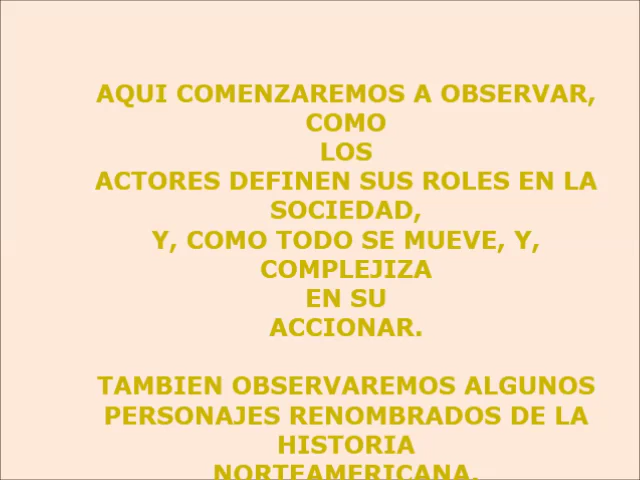 AQUI COMENZAREMOS A OBSERVAR,
COMO
LOS
ACTORES DEFINEN SUS ROLES EN LA
SOCIEDAD,
Y, COMO TODO SE MUEVE, Y,
COMPLEJIZA
EN SU
ACCIONAR.
TAMBIEN OBSERVAREMOS ALGUNOS
PERSONAJES RENOMBRADOS DE LA
HISTORIA
NORTEAMERICANA.